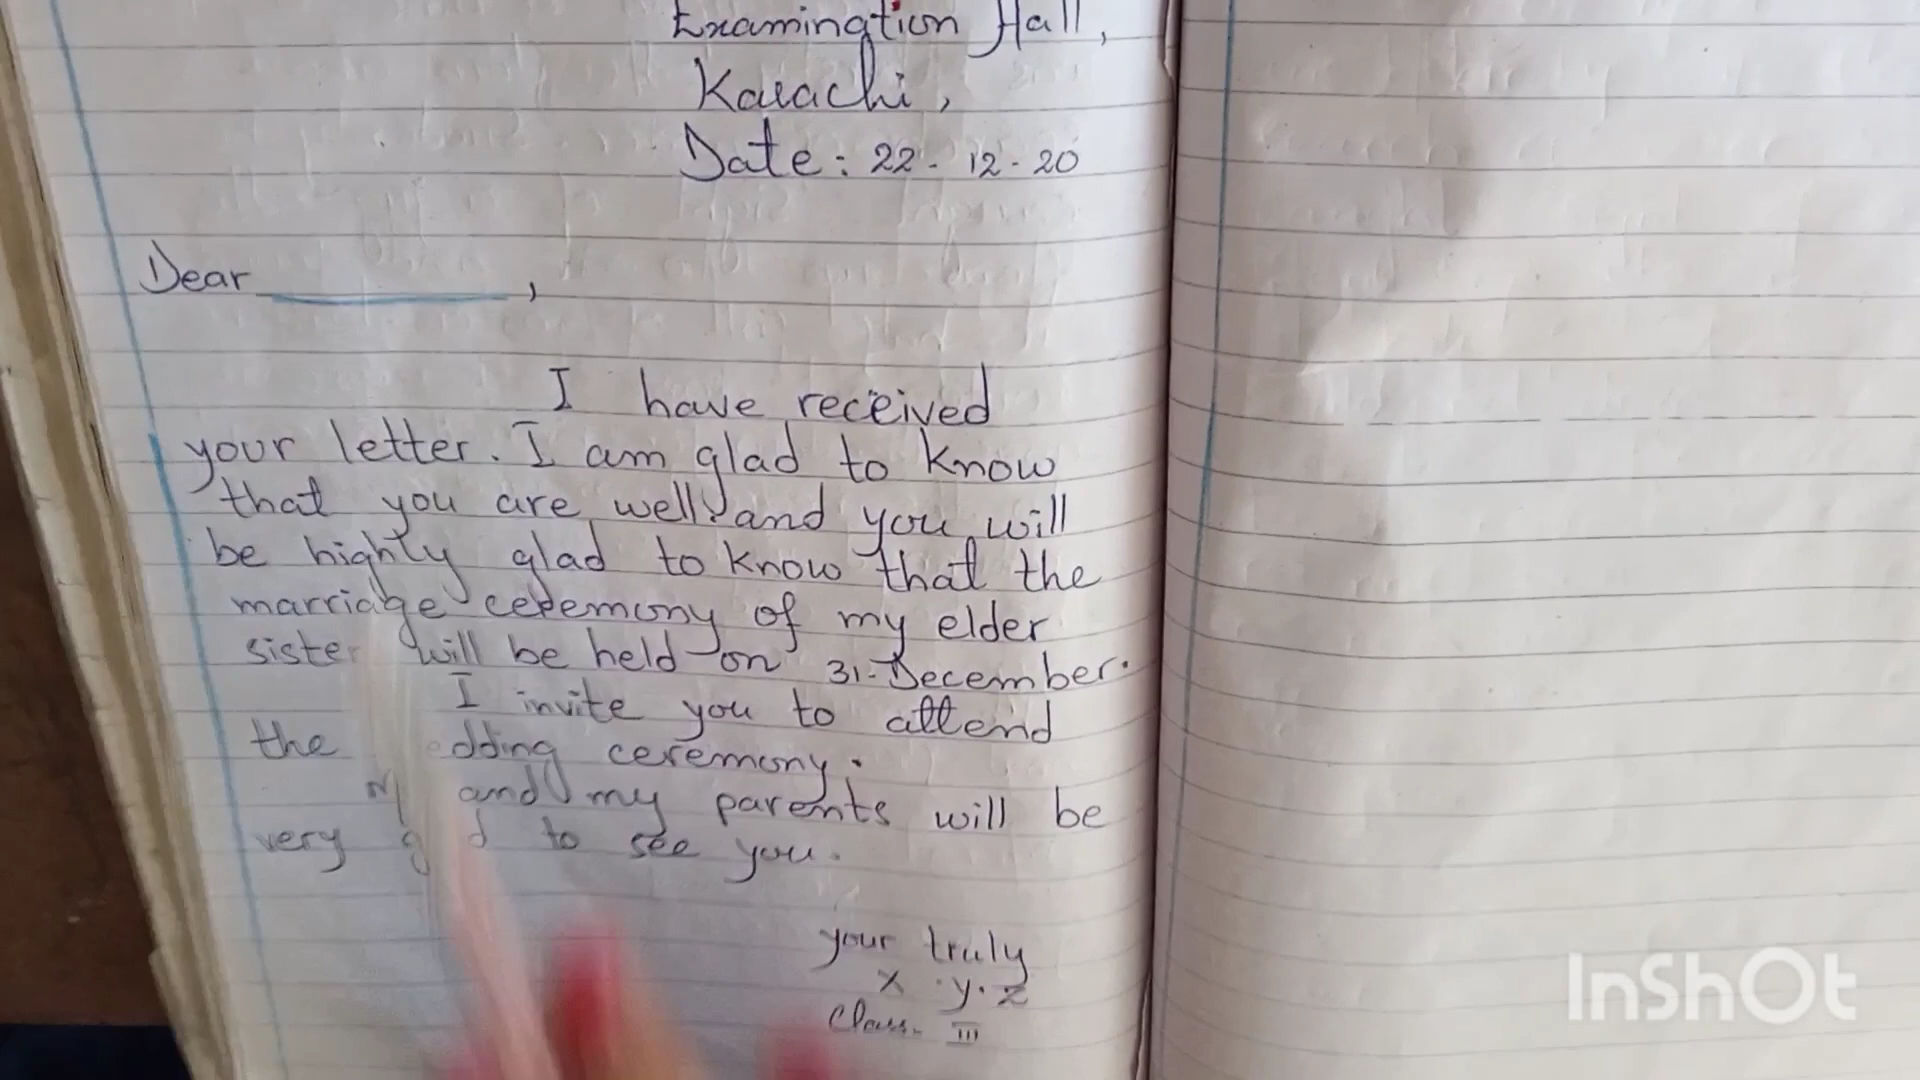 Examination Hall,
Karachi,
Date: 22-12-20
Dear ________,
I have received
your letter. I am glad to know
that you are well. and you will
be highly glad to know that the
marriage ceremony of my elder
sister will be held on 31-December.
I invite you to attend
the ceremony.
and my parents will be
very to see you.
your truly
X.y.z
Class- III
InShOt